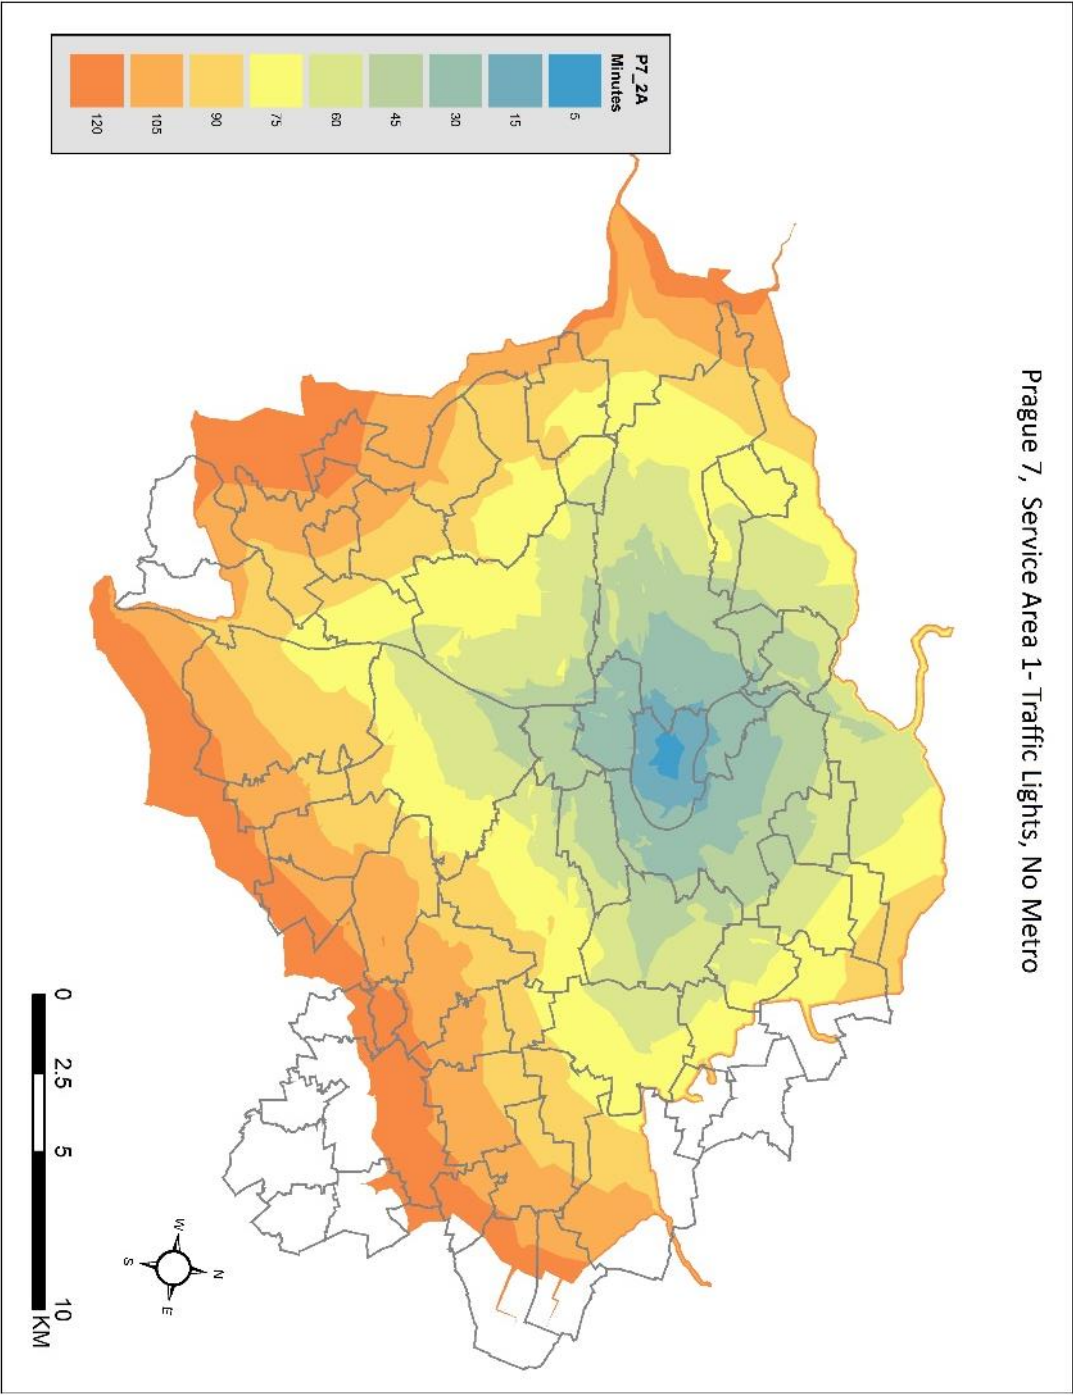 Prague 7, Service Area 1- Traffic Lights, No Metro
P7_2A
Minutes
5
15
30
45
60
75
90
105
120
N
W
E
S
0 2.5 5 10
KM